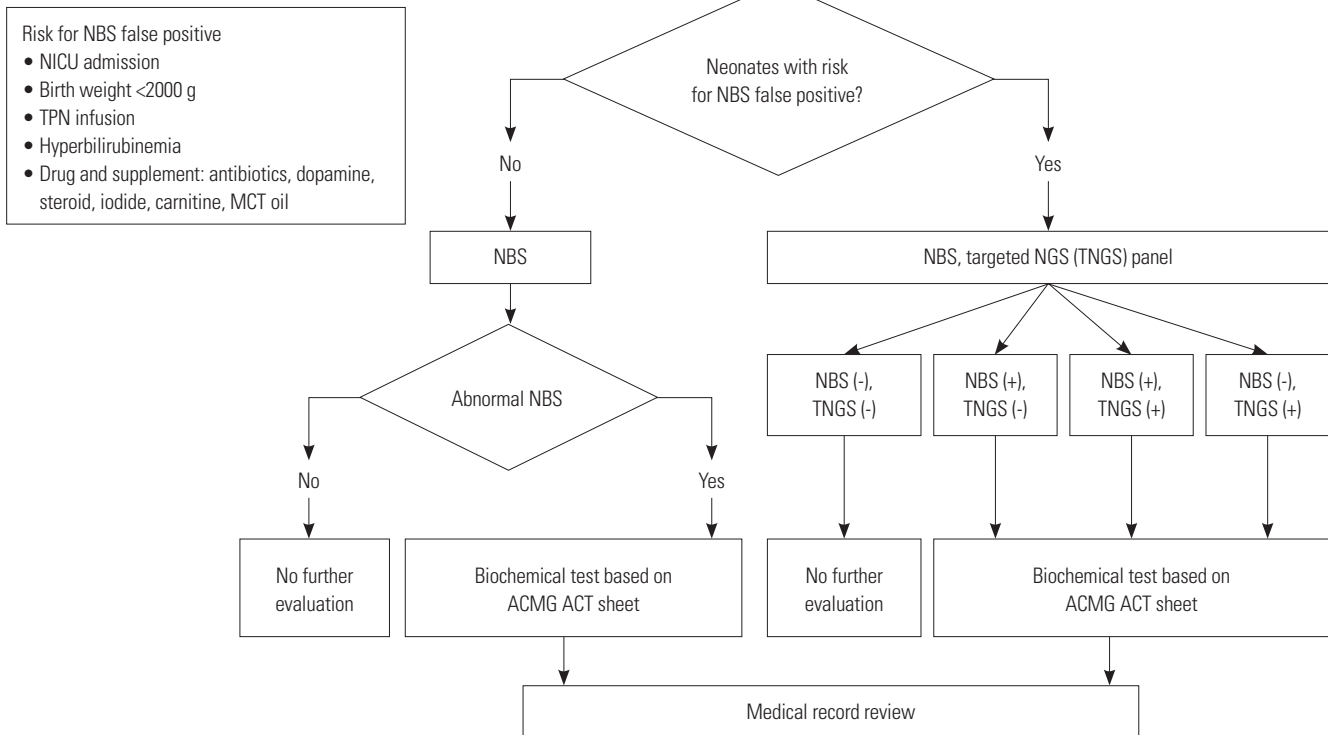 Risk for NBS false positive
• NICU admission
• Birth weight <2000 g
• TPN infusion
• Hyperbilirubinemia
• Drug and supplement: antibiotics, dopamine,
steroid, iodide, carnitine, MCT oil
Neonates with risk
for NBS false positive?
No
Yes
NBS
NBS, targeted NGS (TNGS) panel
Abnormal NBS
NBS (-),
TNGS (-)
NBS (+),
TNGS (-)
NBS (+),
TNGS (+)
NBS (-),
TNGS (+)
No
Yes
No further
evaluation
Biochemical test based on
ACMG ACT sheet
No further
evaluation
Biochemical test based on
ACMG ACT sheet
Medical record review